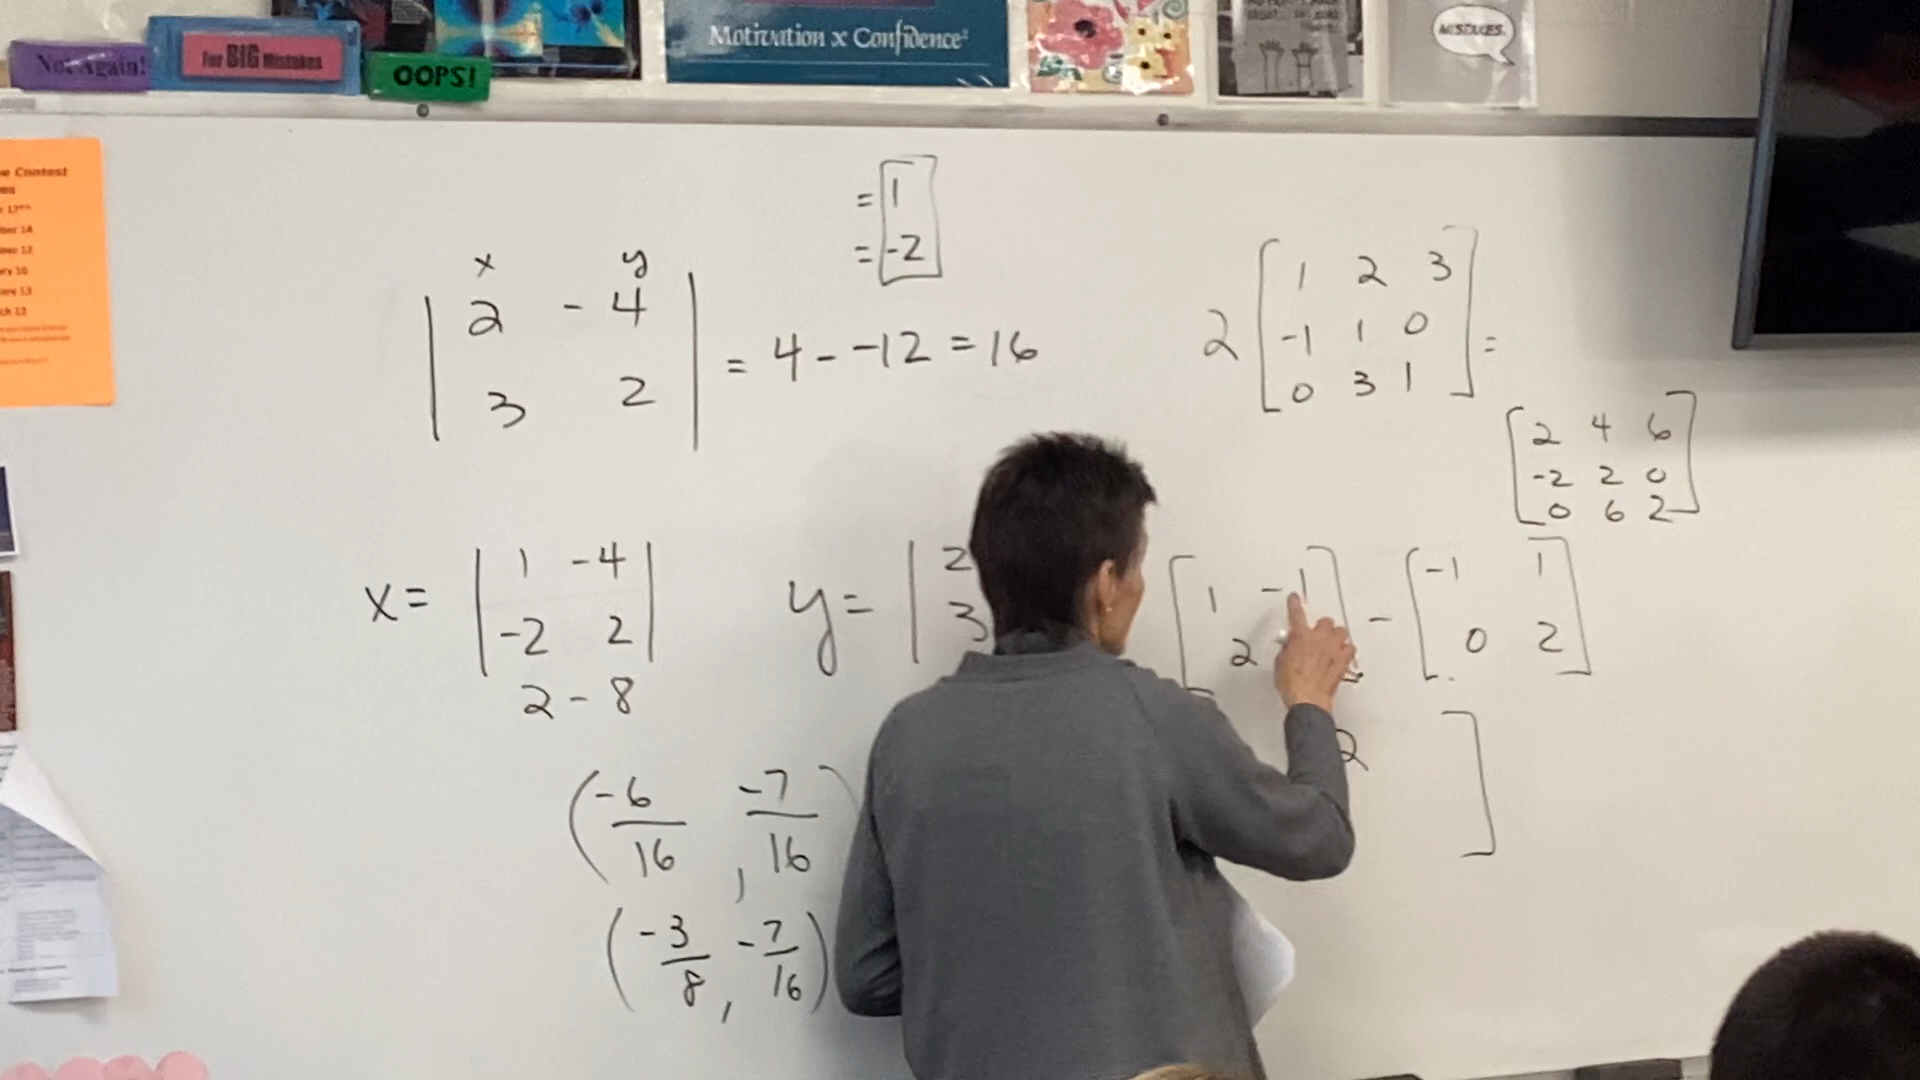 Not Again!
For BIG Mistakes
OOPS!
Motivation x Confidence²
MISTAKES.
e Contest
= 1
= -2
x y
2 - 4
3 2
= 4 - -12 = 16
2 [ 1 2 3
-1 1 0
0 3 1 ] =
[ 2 4 6
-2 2 0
0 6 2 ]
x = | 1 -4 |
| -2 2 |
2 - 8
y = | 2
3
[ 1 -1
2 ] - [ -1 1
0 2 ]
2 ]
( -6/16 , -7/16 )
( -3/8 , -7/16 )